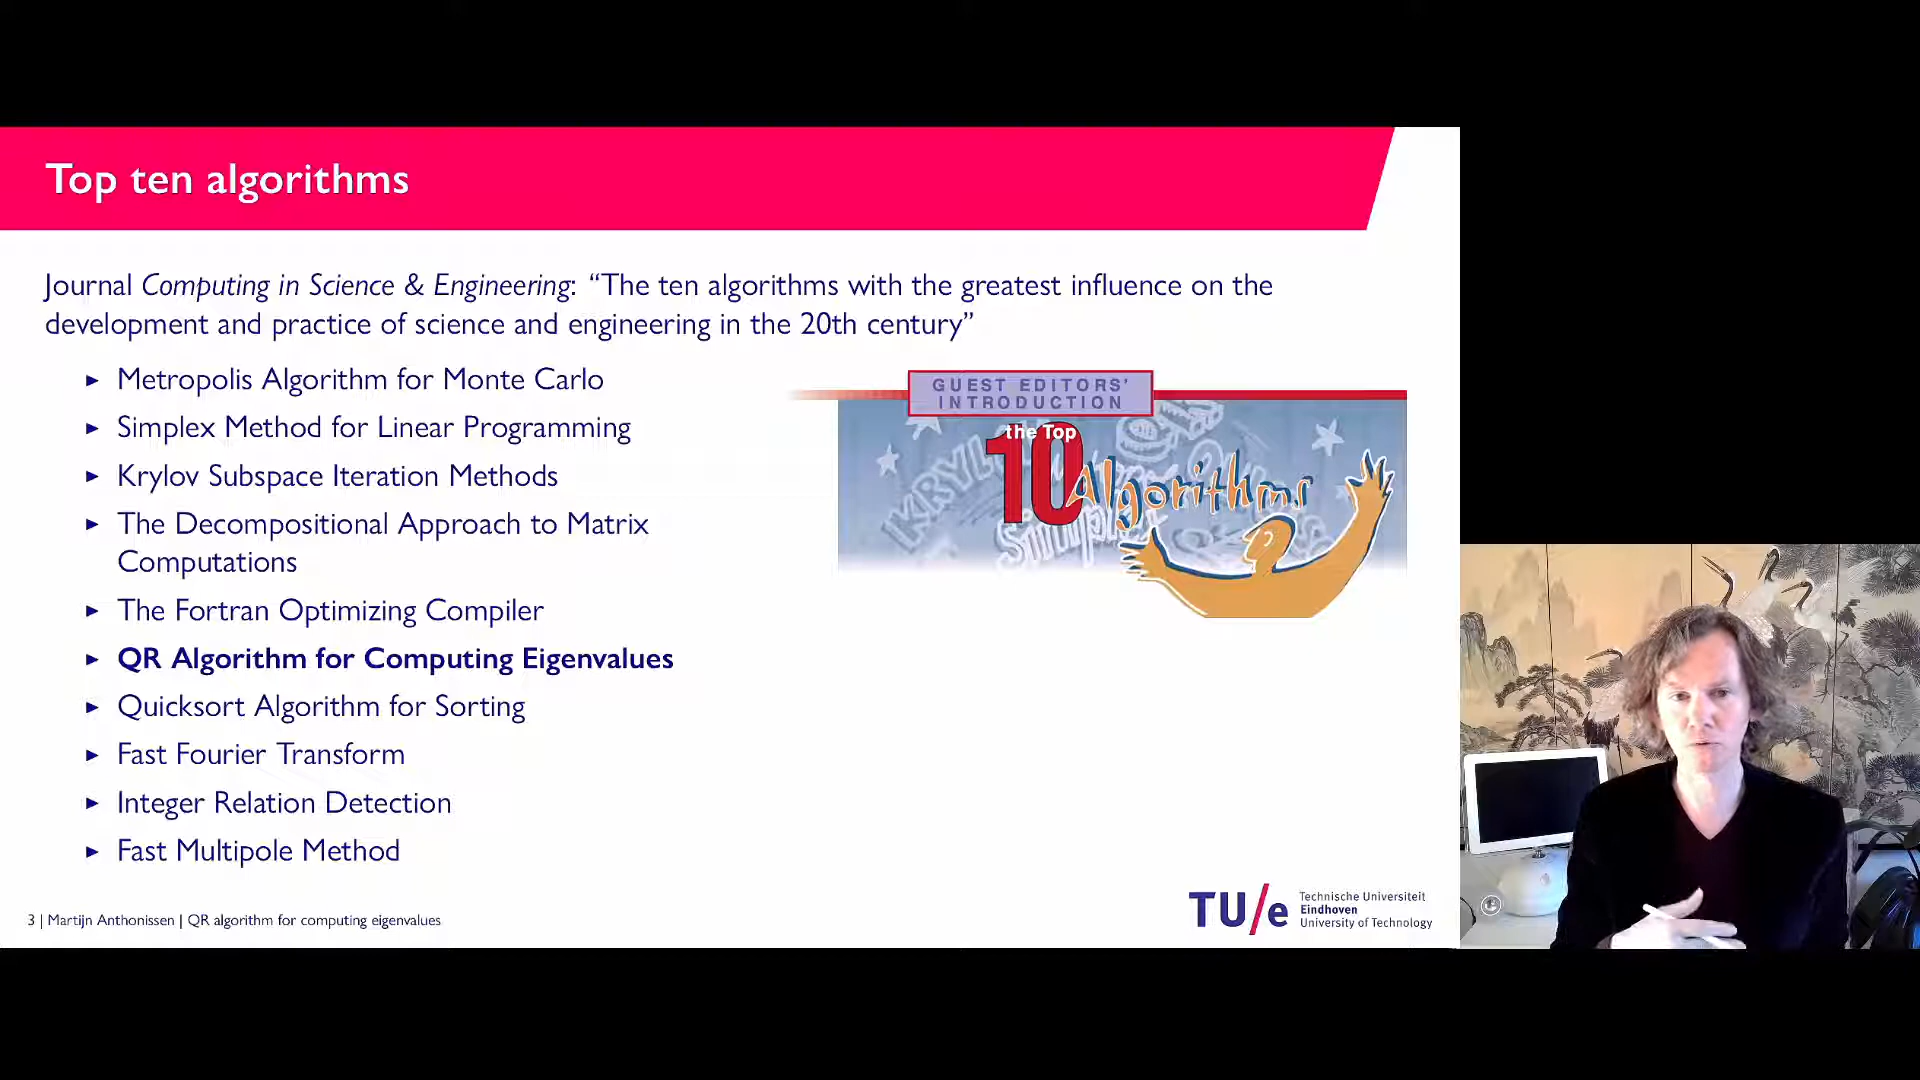 Top ten algorithms
Journal Computing in Science & Engineering: “The ten algorithms with the greatest influence on the
development and practice of science and engineering in the 20th century”
► Metropolis Algorithm for Monte Carlo
► Simplex Method for Linear Programming
► Krylov Subspace Iteration Methods
► The Decompositional Approach to Matrix
Computations
► The Fortran Optimizing Compiler
► QR Algorithm for Computing Eigenvalues
► Quicksort Algorithm for Sorting
► Fast Fourier Transform
► Integer Relation Detection
► Fast Multipole Method
GUEST EDITORS’
INTRODUCTION
the Top
10
Algorithms
KRYL
Simplex
3 | Martijn Anthonissen | QR algorithm for computing eigenvalues
TU/e
Technische Universiteit
Eindhoven
University of Technology